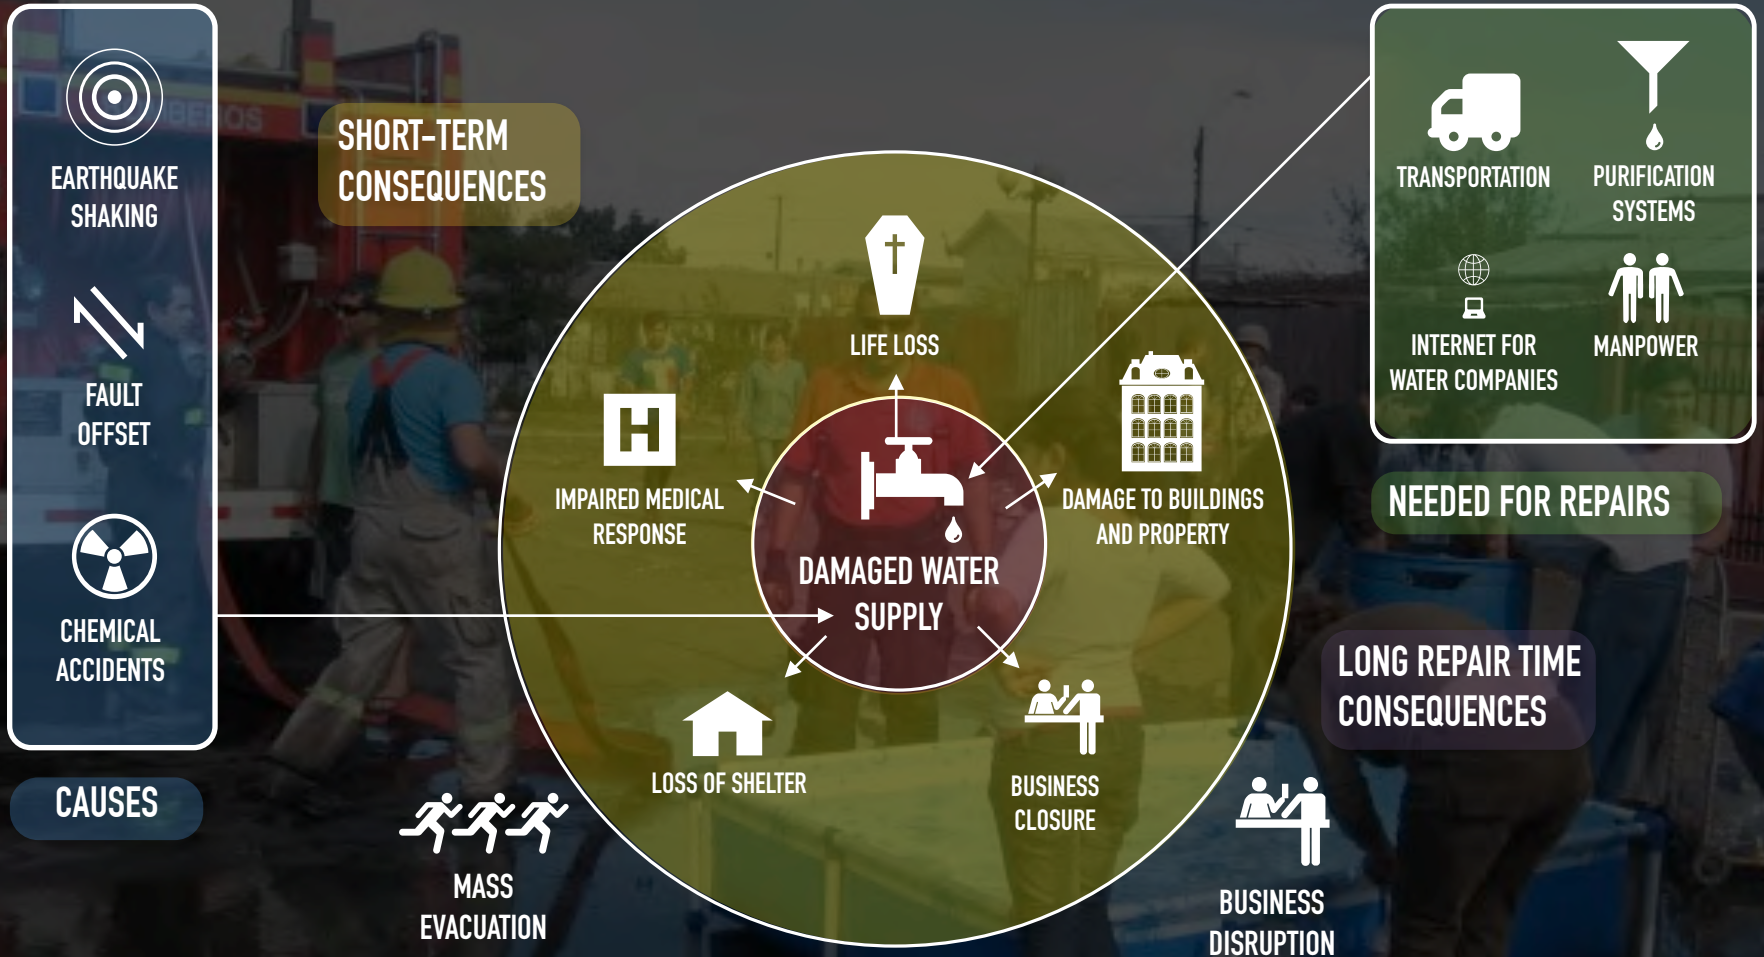 EARTHQUAKE
SHAKING
FAULT
OFFSET
CHEMICAL
ACCIDENTS
CAUSES
SHORT-TERM
CONSEQUENCES
LIFE LOSS
IMPAIRED MEDICAL
RESPONSE
DAMAGE TO BUILDINGS
AND PROPERTY
DAMAGED WATER
SUPPLY
LOSS OF SHELTER
BUSINESS
CLOSURE
MASS
EVACUATION
TRANSPORTATION
PURIFICATION
SYSTEMS
INTERNET FOR
WATER COMPANIES
MANPOWER
NEEDED FOR REPAIRS
LONG REPAIR TIME
CONSEQUENCES
BUSINESS
DISRUPTION
H